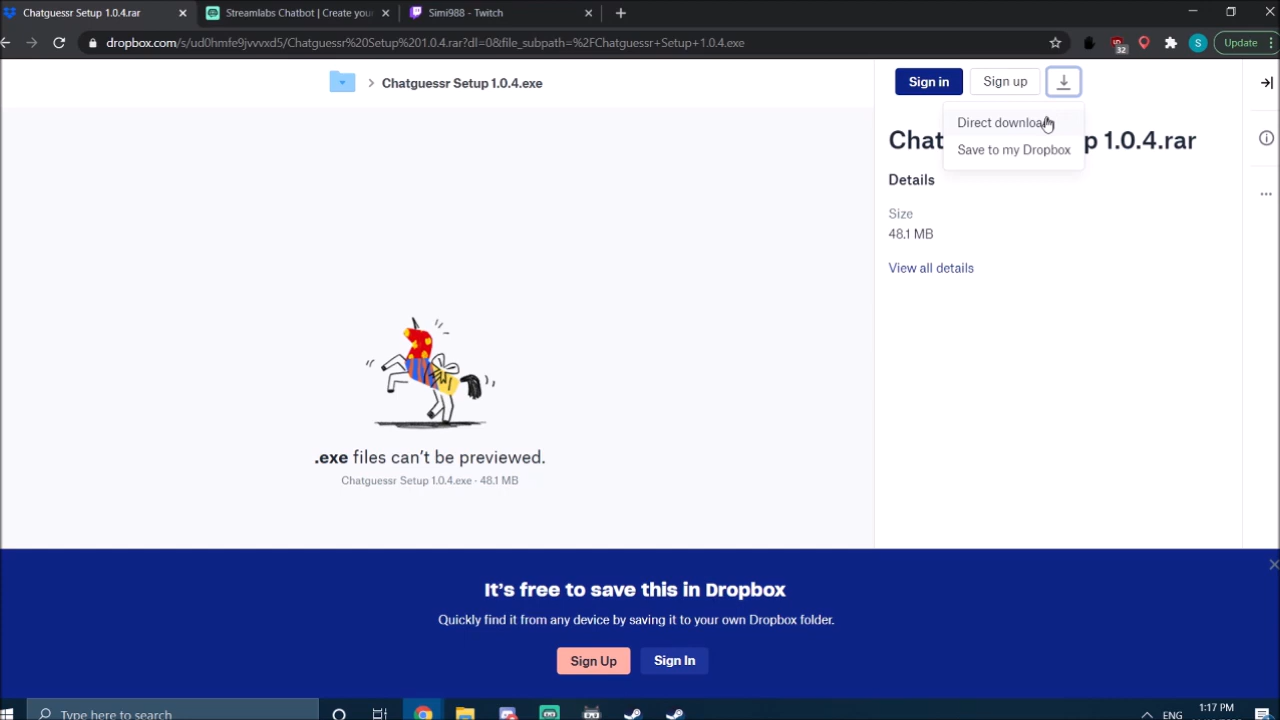 Chatguessr Setup 1.0.4.rar
Streamlabs Chatbot | Create your
Simi988 - Twitch
dropbox.com/s/ud0hmfe9jvvvxd5/Chatguessr%20Setup%201.0.4.rar?dl=0&file_subpath=%2FChatguessr+Setup+1.0.4.exe
32
S
Update
Chatguessr Setup 1.0.4.exe
Sign in
Sign up
Direct download
Save to my Dropbox
Chat p 1.0.4.rar
Details
Size
48.1 MB
View all details
.exe files can't be previewed.
Chatguessr Setup 1.0.4.exe · 48.1 MB
It's free to save this in Dropbox
Quickly find it from any device by saving it to your own Dropbox folder.
Sign Up
Sign In
Type here to search
ENG
1:17 PM